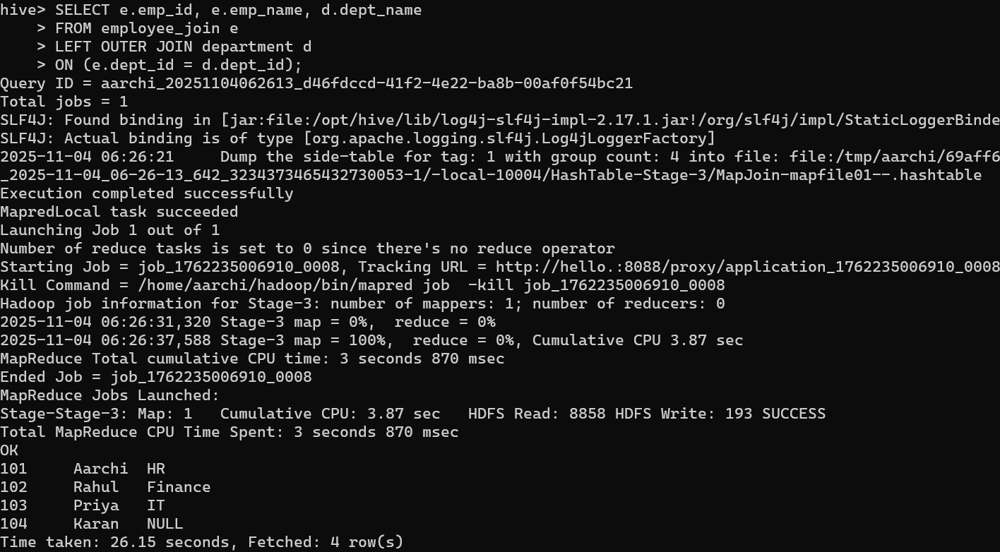 hive> SELECT e.emp_id, e.emp_name, d.dept_name
    > FROM employee_join e
    > LEFT OUTER JOIN department d
    > ON (e.dept_id = d.dept_id);
Query ID = aarchi_20251104062613_d46fdccd-41f2-4e22-ba8b-00af0f54bc21
Total jobs = 1
SLF4J: Found binding in [jar:file:/opt/hive/lib/log4j-slf4j-impl-2.17.1.jar!/org/slf4j/impl/StaticLoggerBinde
SLF4J: Actual binding is of type [org.apache.logging.slf4j.Log4jLoggerFactory]
2025-11-04 06:26:21     Dump the side-table for tag: 1 with group count: 4 into file: file:/tmp/aarchi/69aff6
_2025-11-04_06-26-13_642_3234373465432730053-1/-local-10004/HashTable-Stage-3/MapJoin-mapfile01--.hashtable
Execution completed successfully
MapredLocal task succeeded
Launching Job 1 out of 1
Number of reduce tasks is set to 0 since there's no reduce operator
Starting Job = job_1762235006910_0008, Tracking URL = http://hello.:8088/proxy/application_1762235006910_0008
Kill Command = /home/aarchi/hadoop/bin/mapred job  -kill job_1762235006910_0008
Hadoop job information for Stage-3: number of mappers: 1; number of reducers: 0
2025-11-04 06:26:31,320 Stage-3 map = 0%,  reduce = 0%
2025-11-04 06:26:37,588 Stage-3 map = 100%,  reduce = 0%, Cumulative CPU 3.87 sec
MapReduce Total cumulative CPU time: 3 seconds 870 msec
Ended Job = job_1762235006910_0008
MapReduce Jobs Launched:
Stage-Stage-3: Map: 1   Cumulative CPU: 3.87 sec   HDFS Read: 8858 HDFS Write: 193 SUCCESS
Total MapReduce CPU Time Spent: 3 seconds 870 msec
OK
101     Aarchi  HR
102     Rahul   Finance
103     Priya   IT
104     Karan   NULL
Time taken: 26.15 seconds, Fetched: 4 row(s)